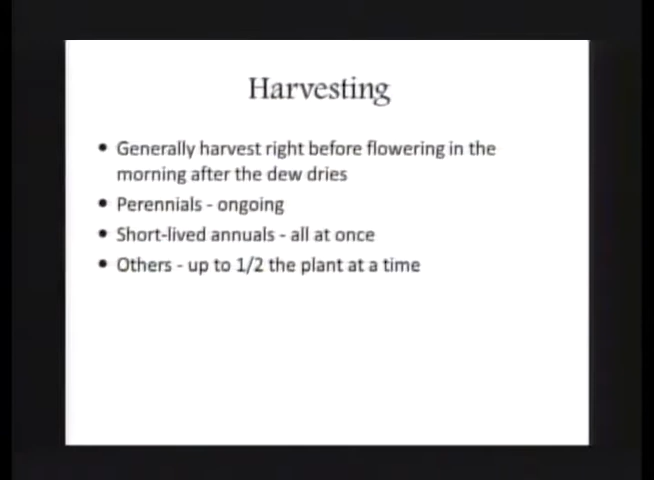 Harvesting
• Generally harvest right before flowering in the
morning after the dew dries
• Perennials - ongoing
• Short-lived annuals - all at once
• Others - up to 1/2 the plant at a time